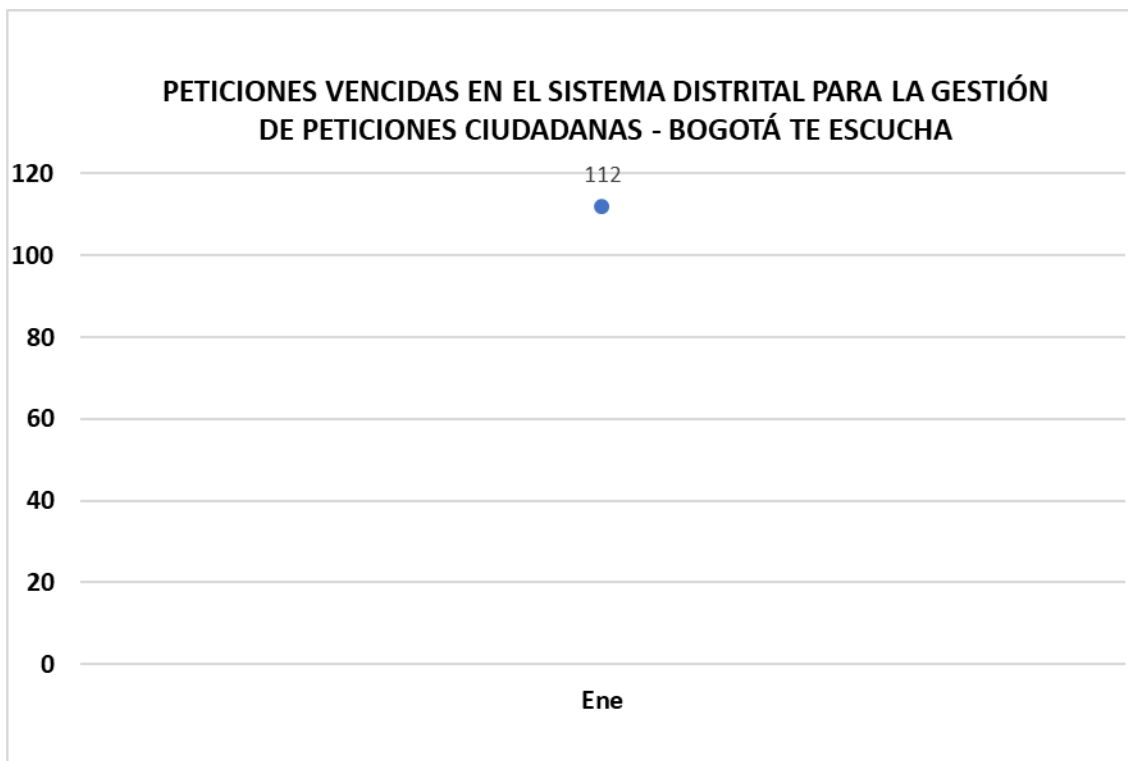 PETICIONES VENCIDAS EN EL SISTEMA DISTRITAL PARA LA GESTIÓN
DE PETICIONES CIUDADANAS - BOGOTÁ TE ESCUCHA
120
112
100
80
60
40
20
0
Ene